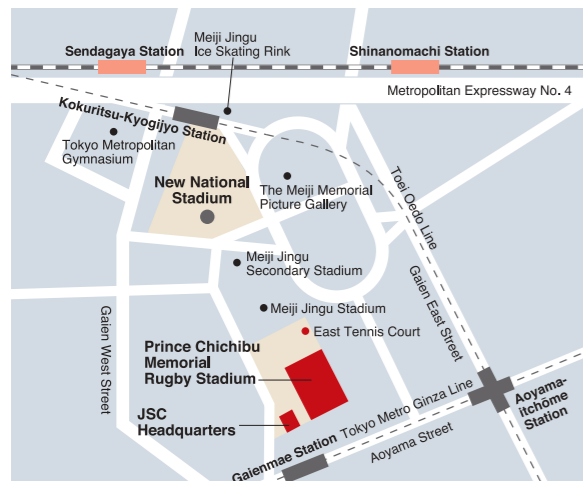 Meiji Jingu
Ice Skating Rink
Sendagaya Station
Shinanomachi Station
Metropolitan Expressway No. 4
Kokuritsu-Kyogijyo Station
Tokyo Metropolitan
Gymnasium
New National
Stadium
The Meiji Memorial
Picture Gallery
Toei Oedo Line
Meiji Jingu
Secondary Stadium
Gaien East Street
Gaien West Street
Meiji Jingu Stadium
East Tennis Court
Prince Chichibu
Memorial
Rugby Stadium
JSC
Headquarters
Gaienmae Station
Tokyo Metro Ginza Line
Aoyama Street
Aoyama-
itchōme
Station